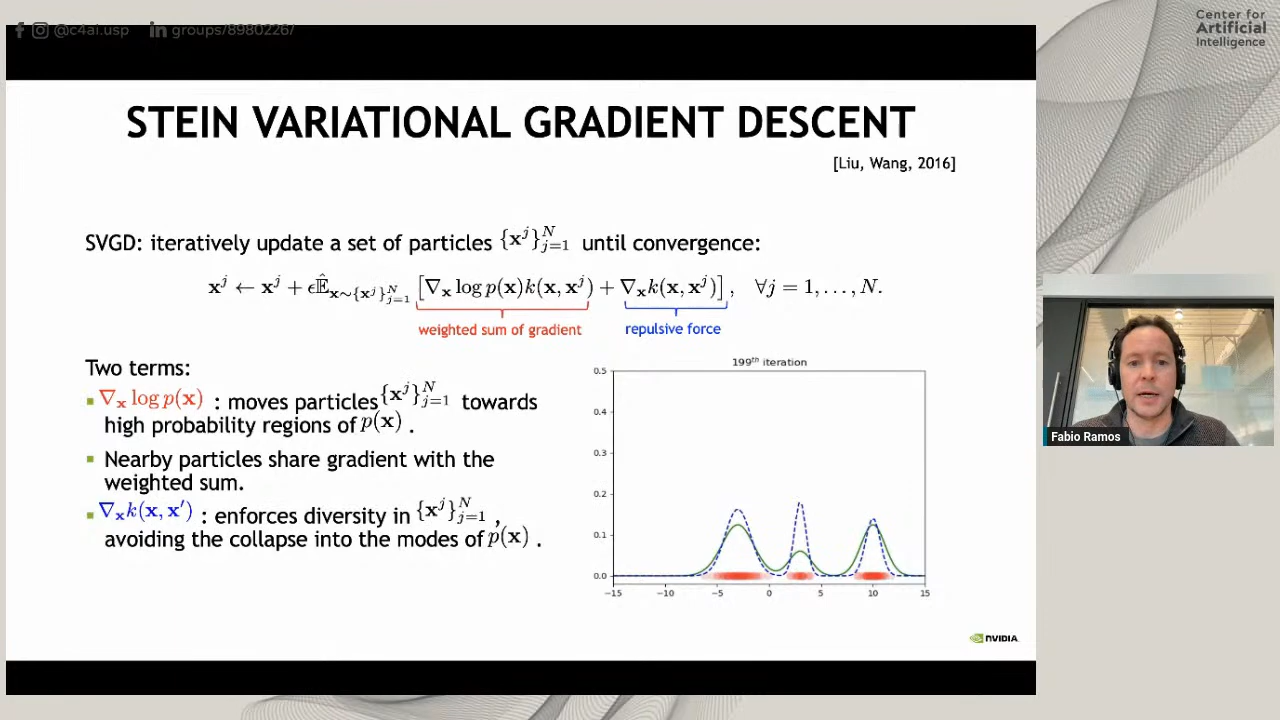 @c4ai.usp in groups/8980226/
Center for
Artificial
Intelligence
STEIN VARIATIONAL GRADIENT DESCENT
[Liu, Wang, 2016]
SVGD: iteratively update a set of particles {x^j}_{j=1}^N until convergence:
x^j ← x^j + ϵÊ_{x∼{x^j}_{j=1}^N} [∇_x log p(x)k(x, x^j) + ∇_x k(x, x^j)], ∀j = 1, . . . , N.
weighted sum of gradient
repulsive force
Two terms:
▪ ∇_x log p(x) : moves particles {x^j}_{j=1}^N towards
high probability regions of p(x) .
▪ Nearby particles share gradient with the
weighted sum.
▪ ∇_x k(x, x′) : enforces diversity in {x^j}_{j=1}^N ,
avoiding the collapse into the modes of p(x) .
199^{th} iteration
0.5
0.4
0.3
0.2
0.1
0.0
−15 −10 −5 0 5 10 15
NVIDIA.
Fabio Ramos